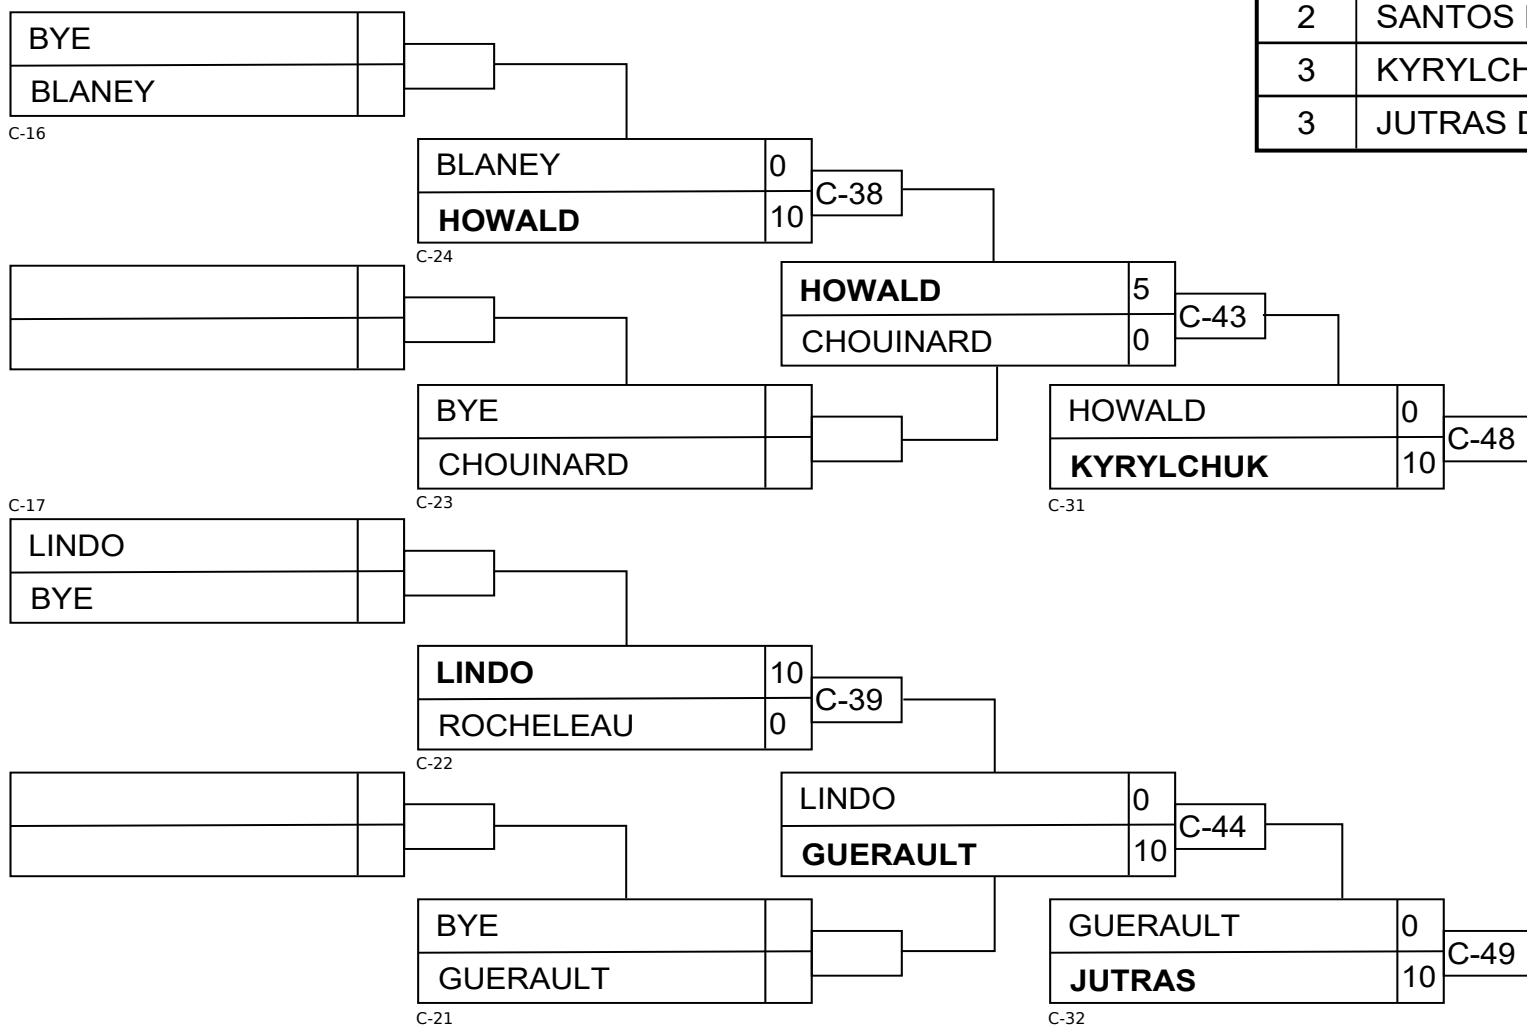 BYE
BLANEY
C-16
2 SANTOS
3 KYRYLCH
3 JUTRAS
BLANEY 0
HOWALD 10
C-38
C-24
HOWALD 5
CHOUINARD 0
C-43
BYE
CHOUINARD
C-23
HOWALD 0
KYRYLCHUK 10
C-48
C-31
C-17
LINDO
BYE
LINDO 10
ROCHELEAU 0
C-39
C-22
LINDO 0
GUERAULT 10
C-44
BYE
GUERAULT
C-21
GUERAULT 0
JUTRAS 10
C-49
C-32